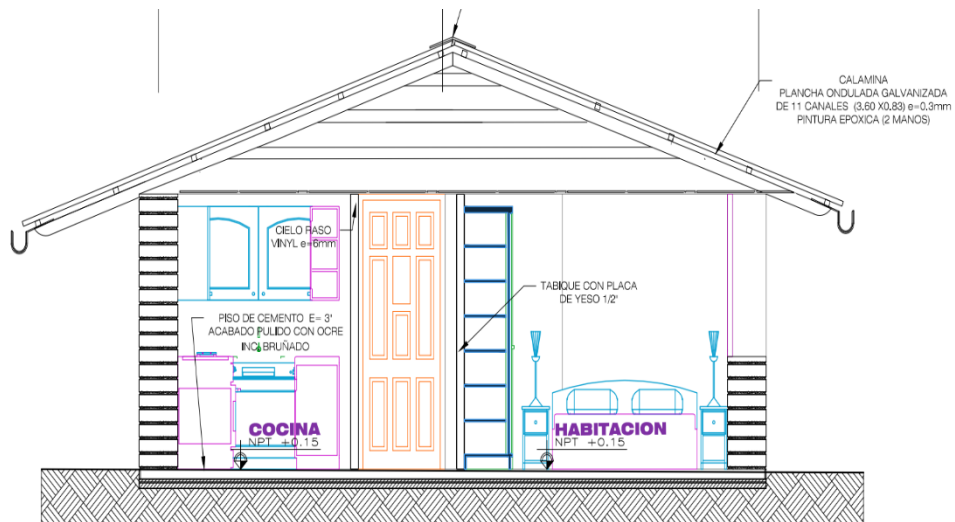 CALAMINA
PLANCHA ONDULADA GALVANIZADA
DE 11 CANALES (3,60 X0,83) e=0,3mm
PINTURA EPOXICA (2 MANOS)
CIELO RASO
VINYL e=6mm
TABIQUE CON PLACA
DE YESO 1/2'
PISO DE CEMENTO E= 3'
ACABADO PULIDO CON OCRE
INCl BRUÑADO
COCINA
NPT +0.15
HABITACION
NPT +0.15